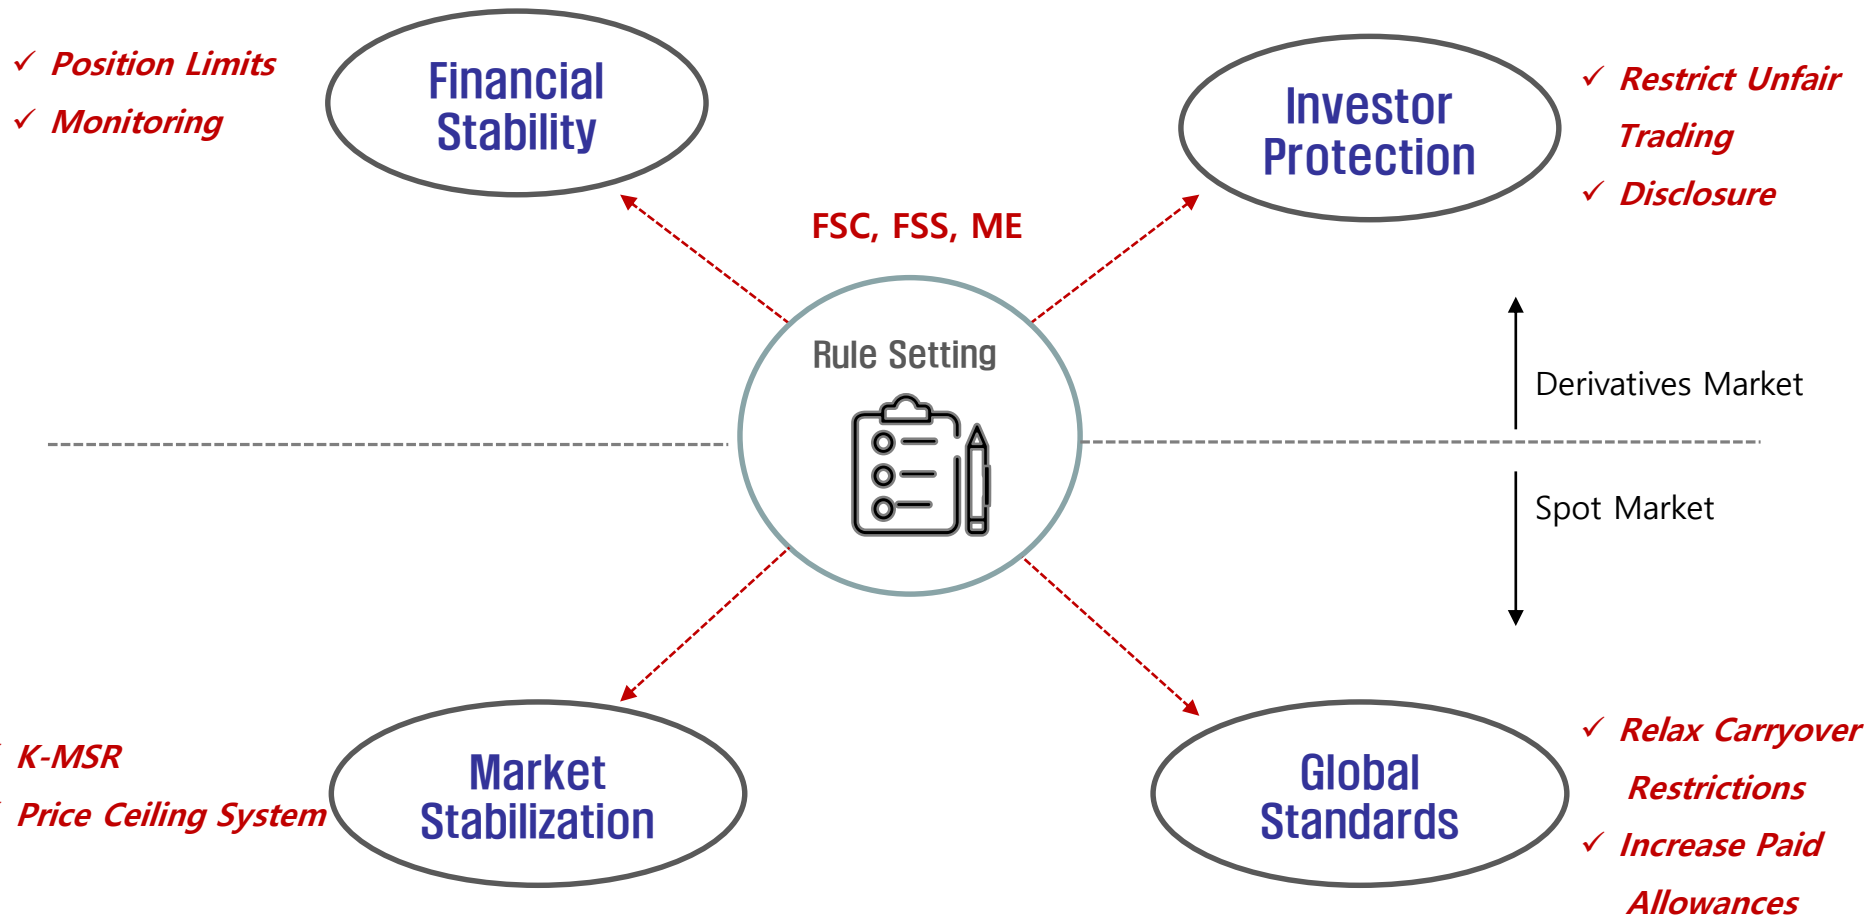 ✓ Position Limits
✓ Monitoring
Financial
Stability
Investor
Protection
✓ Restrict Unfair
Trading
✓ Disclosure
FSC, FSS, ME
Rule Setting
Derivatives Market
Spot Market
✓ K-MSR
✓ Price Ceiling System
Market
Stabilization
Global
Standards
✓ Relax Carryover
Restrictions
✓ Increase Paid
Allowances